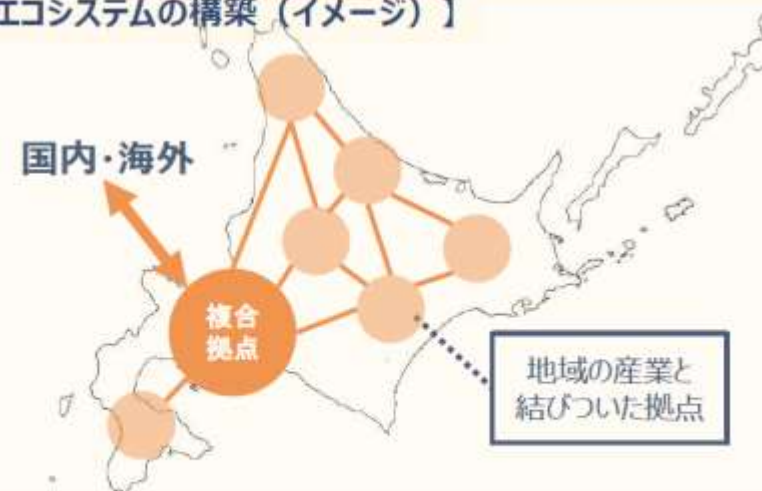 エコシステムの構築（イメージ）】
国内・海外
複合
拠点
地域の産業と
結びついた拠点